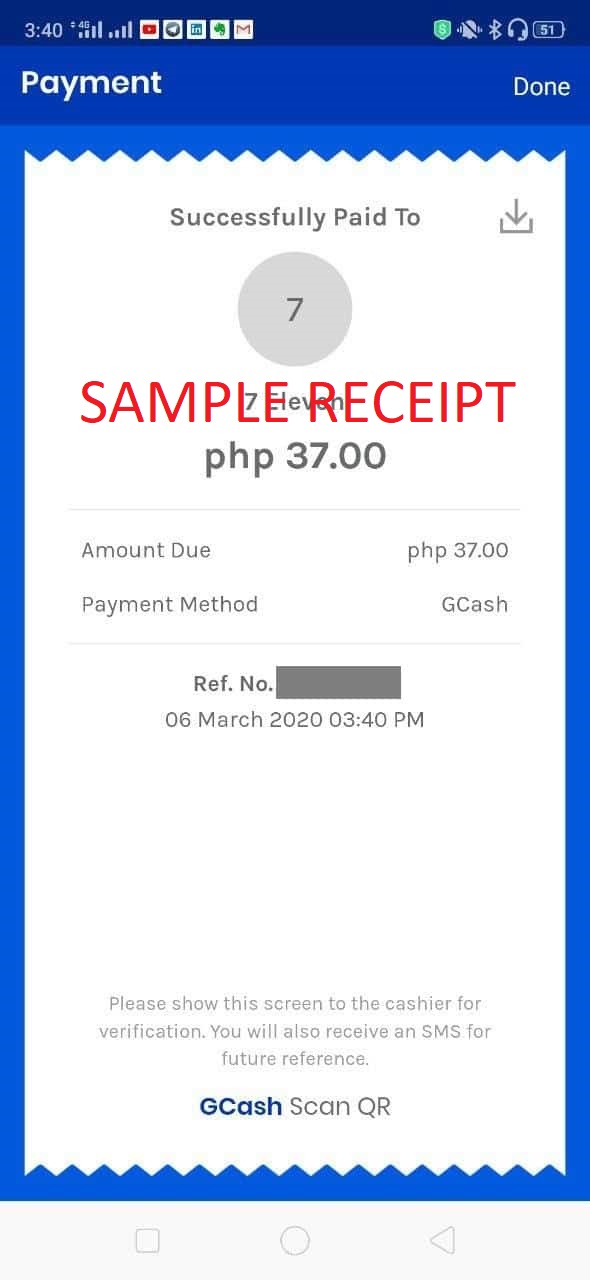 3:40 4G 51
Payment
Done
Successfully Paid To
7
7 Eleven
SAMPLE RECEIPT
php 37.00
Amount Due php 37.00
Payment Method GCash
Ref. No.
06 March 2020 03:40 PM
Please show this screen to the cashier for
verification. You will also receive an SMS for
future reference.
GCash Scan QR